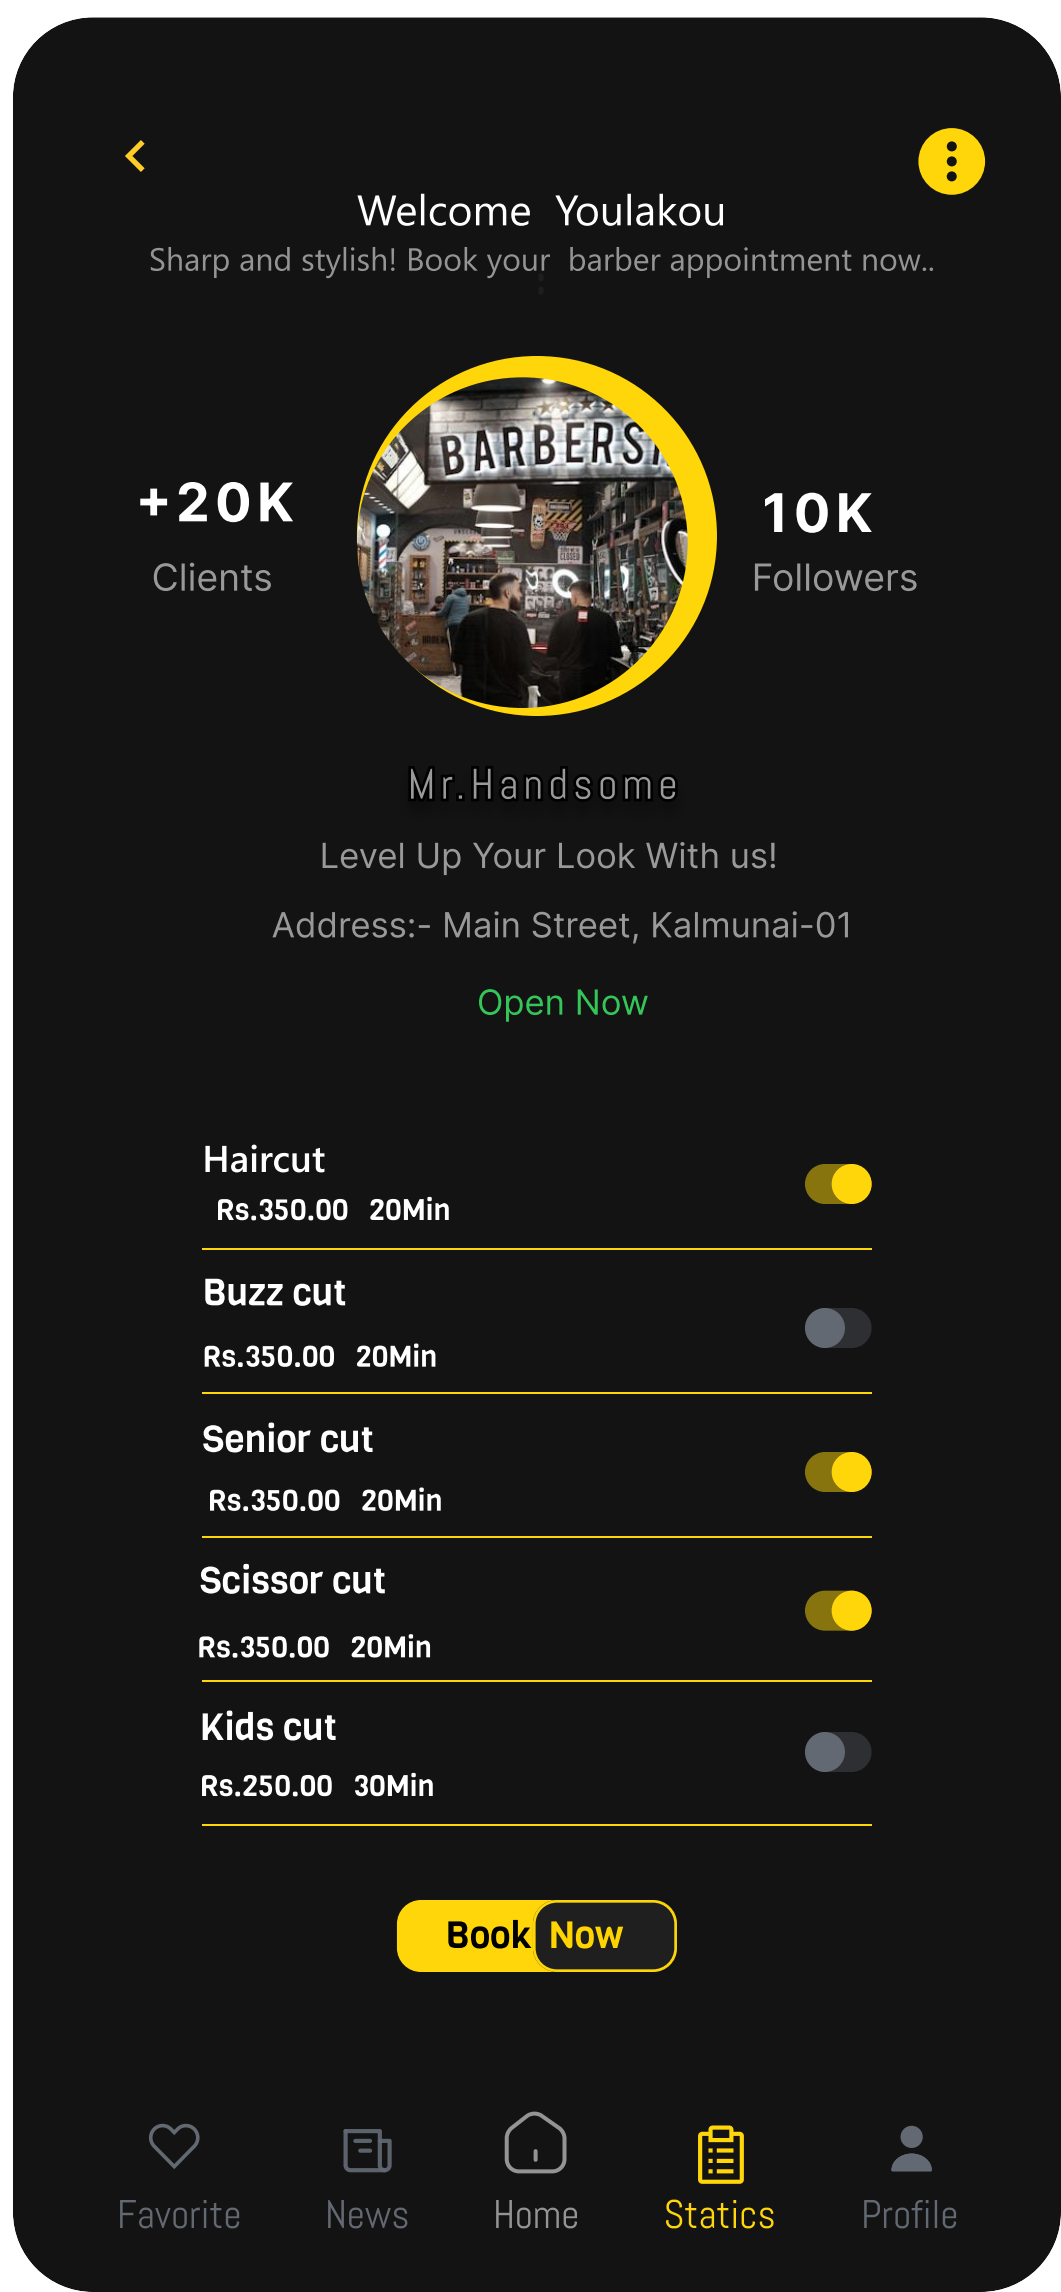 Welcome Youlakou
Sharp and stylish! Book your barber appointment now..
BARBERS
+20K
10K
Clients
Followers
Mr.Handsome
Level Up Your Look With us!
Address:- Main Street, Kalmunai-01
Open Now
Haircut
Rs.350.00 20Min
Buzz cut
Rs.350.00 20Min
Senior cut
Rs.350.00 20Min
Scissor cut
Rs.350.00 20Min
Kids cut
Rs.250.00 30Min
Book Now
Favorite News Home Statics Profile